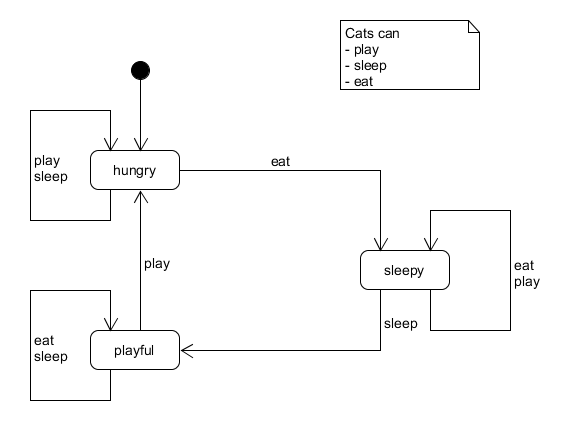 Cats can
- play
- sleep
- eat
play
sleep
hungry
eat
play
sleepy
eat
play
sleep
eat
sleep
playful